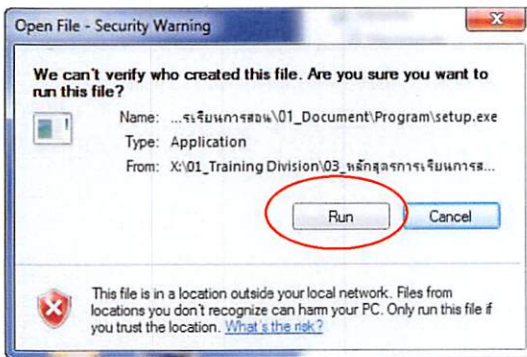 Open File - Security Warning
We can't verify who created this file. Are you sure you want to
run this file?
Name: ...ระเรียนการสอน\01_Document\Program\setup.exe
Type: Application
From: X:\01_Training Division\03_หลักสูตรการเรียนการส...
Run Cancel
This file is in a location outside your local network. Files from
locations you don't recognize can harm your PC. Only run this file if
you trust the location. What's the risk?